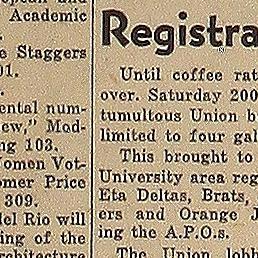 Academic
e Staggers
01.
ental num-
ew," Mod-
ng 103.
Women Vot-
omer Price
309.
del Rio will
ing of the
Registra
Until coffee rat
over. Saturday 200
tumultous Union b
limited to four gal
This brought to
University area reg
Eta Deltas, Brats,
ers and Orange J
ing the A.P.O.s.
The Union lobb